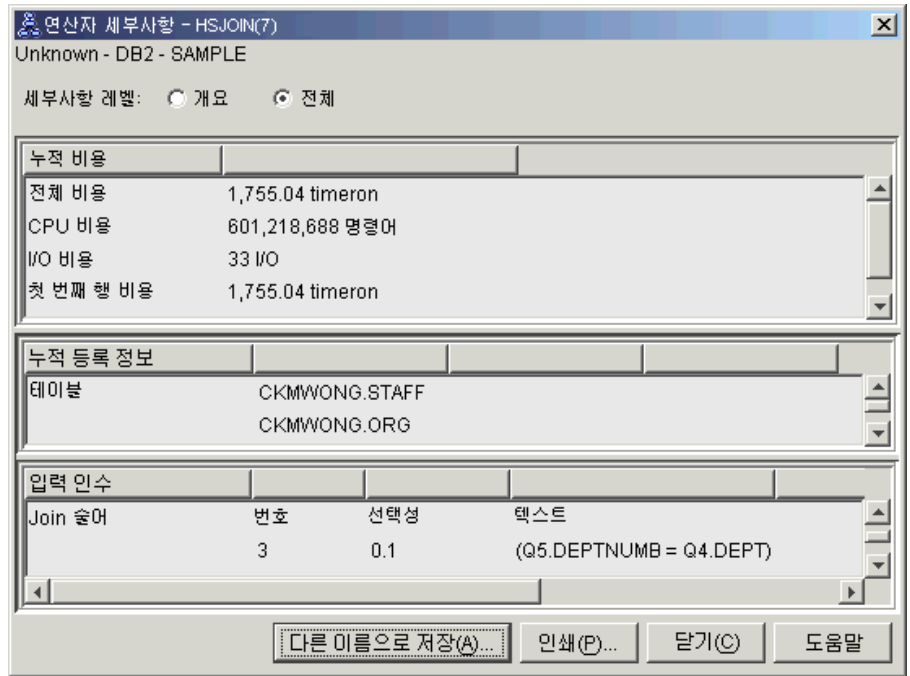 연산자 세부사항 - HSJOIN(7)
Unknown - DB2 - SAMPLE
세부사항 레벨: 개요 전체
누적 비용
전체 비용 1,755.04 timeron
CPU 비용 601,218,688 명령어
I/O 비용 33 I/O
첫 번째 행 비용 1,755.04 timeron
누적 등록 정보
테이블 CKMWONG.STAFF
CKMWONG.ORG
입력 인수
Join 술어 번호 선택성 텍스트
3 0.1 (Q5.DEPTNUMB = Q4.DEPT)
다른 이름으로 저장(A)... 인쇄(P)... 닫기(C) 도움말